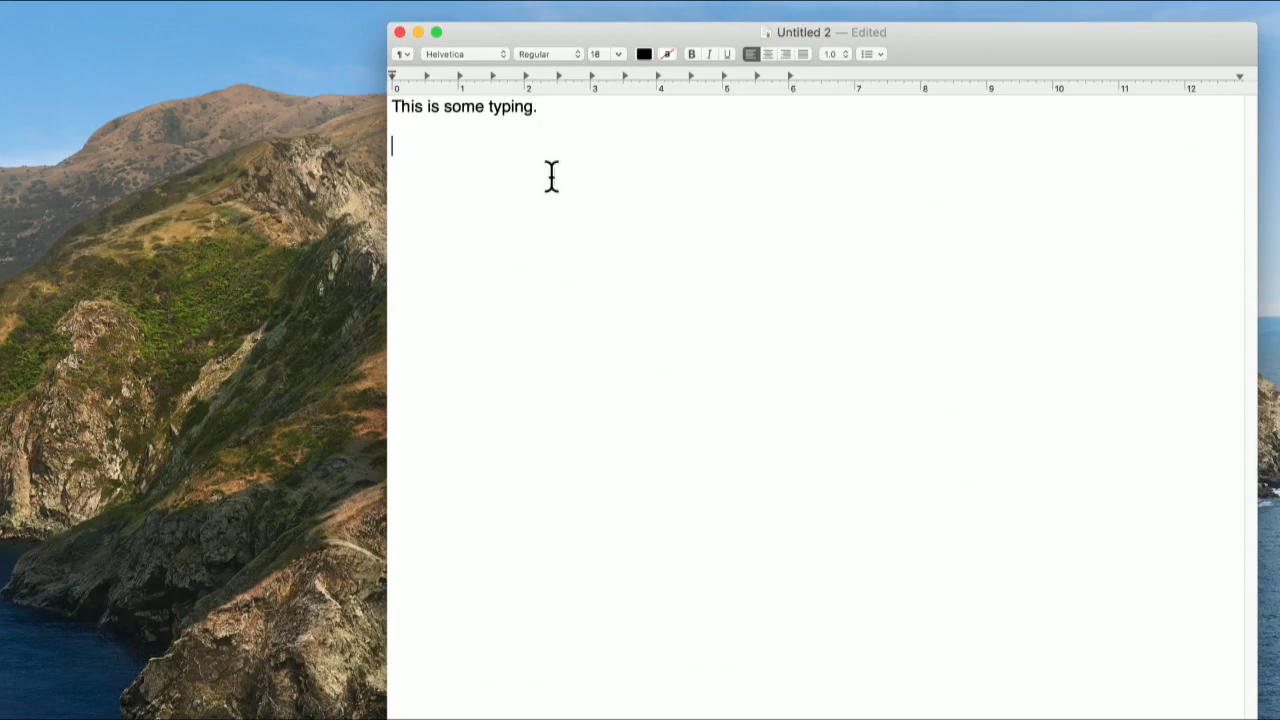 Untitled 2 — Edited
Helvetica Regular 18 a B I U 1.0
0 1 2 3 4 5 6 7 8 9 10 11 12
This is some typing.